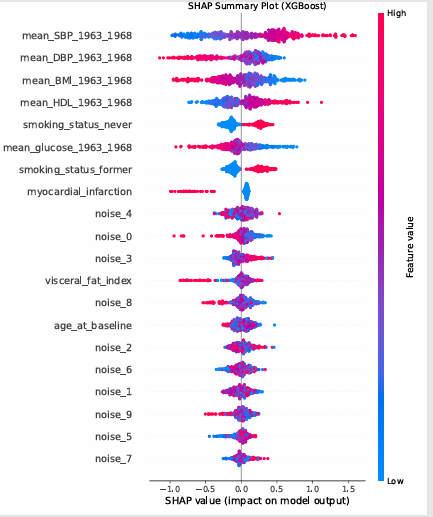 SHAP Summary Plot (XGBoost)
High
mean_SBP_1963_1968
mean_DBP_1963_1968
mean_BMI_1963_1968
mean_HDL_1963_1968
smoking_status_never
mean_glucose_1963_1968
smoking_status_former
myocardial_infarction
noise_4
noise_0
noise_3
visceral_fat_index
noise_8
age_at_baseline
noise_2
noise_6
noise_1
noise_9
noise_5
noise_7
Feature value
Low
−1.0 −0.5 0.0 0.5 1.0 1.5
SHAP value (impact on model output)